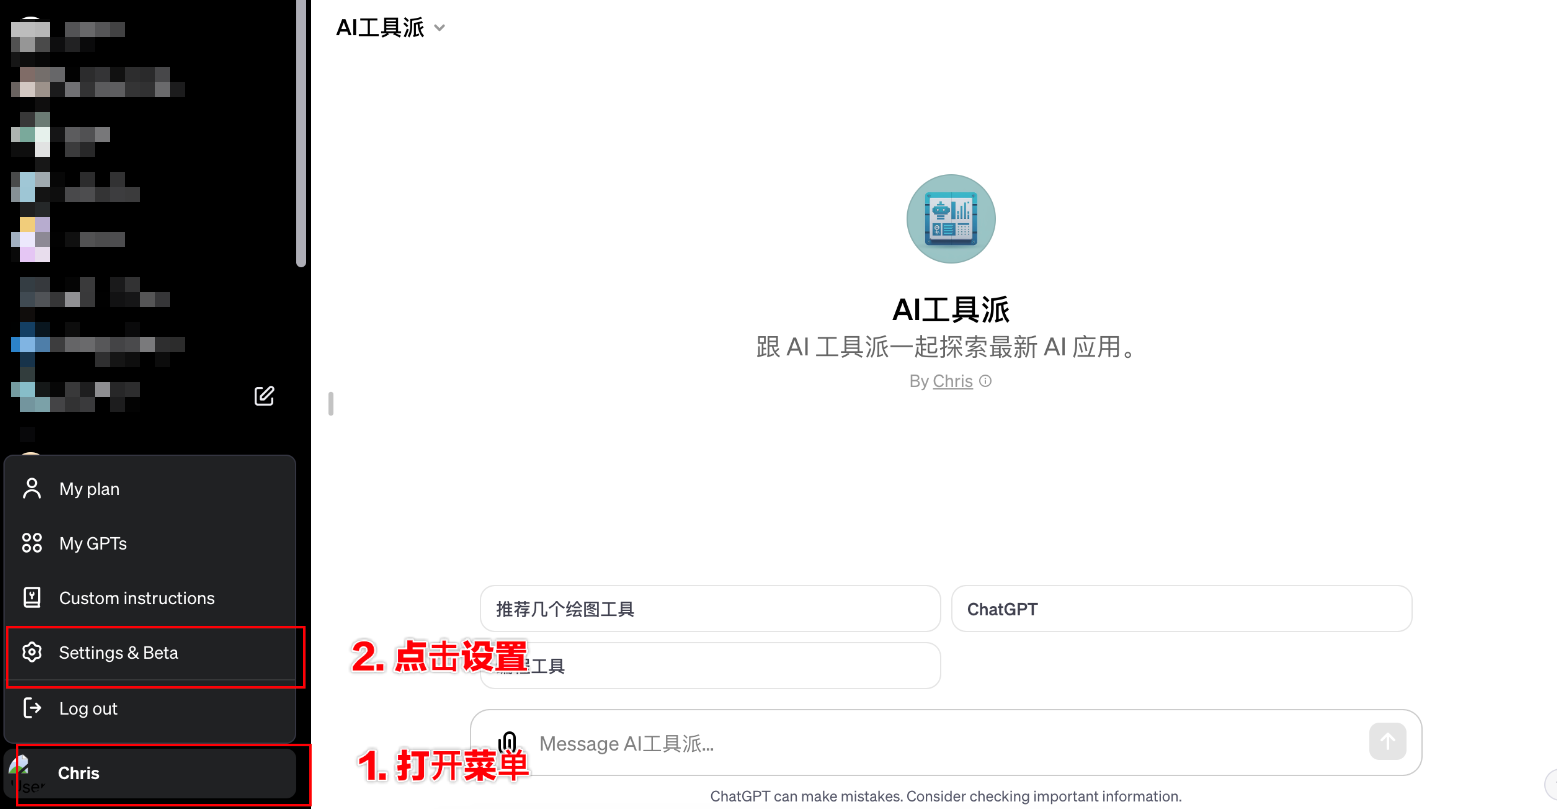 AI工具派
AI工具派
跟 AI 工具派一起探索最新 AI 应用。
By Chris
推荐几个绘图工具
ChatGPT
工具
Message AI工具派...
ChatGPT can make mistakes. Consider checking important information.
My plan
My GPTs
Custom instructions
Settings & Beta
Log out
Chris
User
2. 点击设置
1. 打开菜单